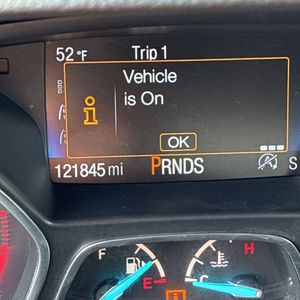 52 °F Trip 1
Vehicle
is On
i
OK
121845 mi PRNDS S
F H
E C